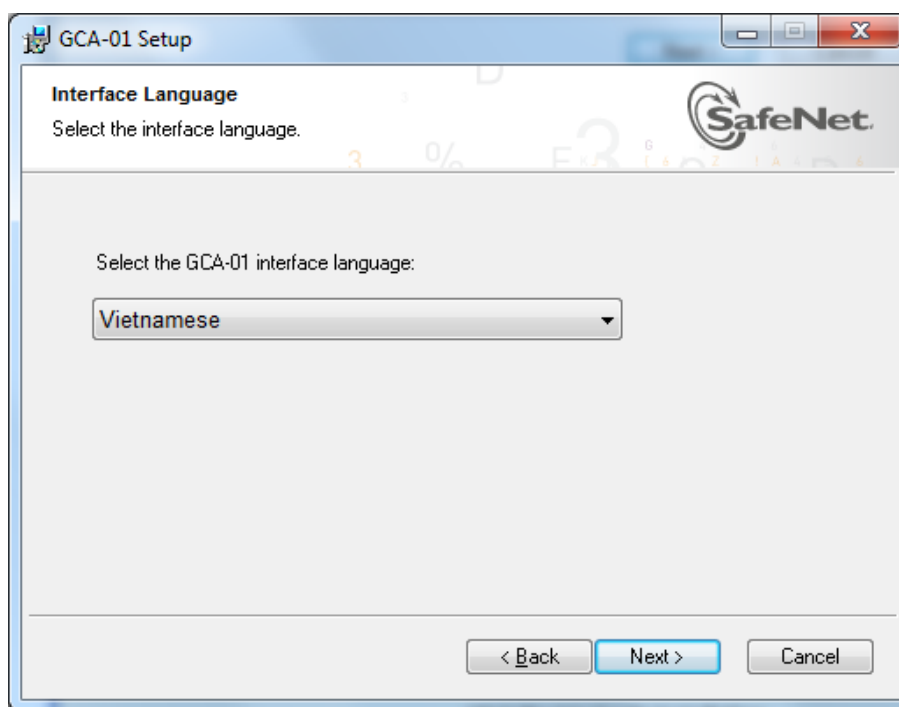 GCA-01 Setup
Interface Language
Select the interface language.
SafeNet.
Select the GCA-01 interface language:
Vietnamese
< Back
Next >
Cancel